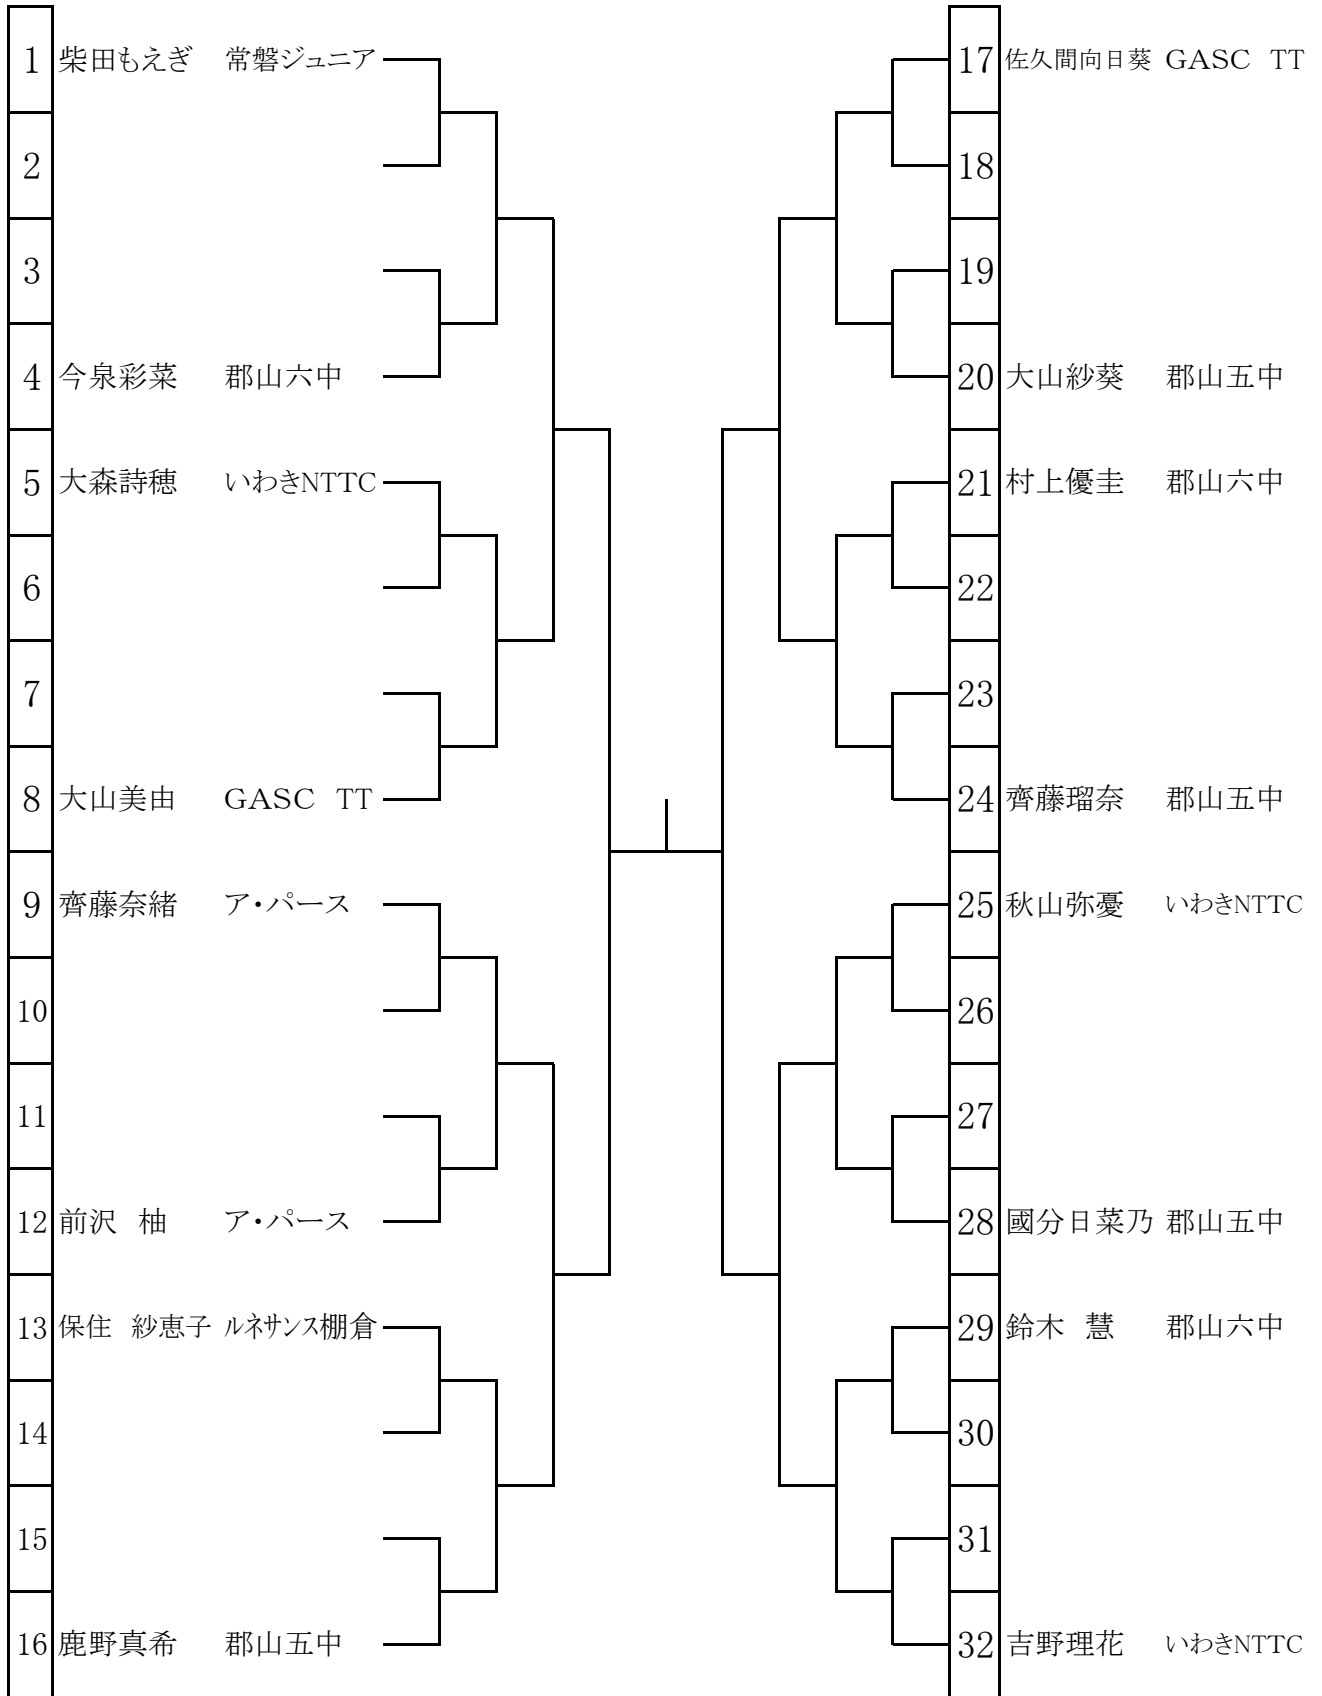 1 柴田もえぎ 常磐ジュニア
2
3
4 今泉彩菜 郡山六中
5 大森詩穂 いわきNTTC
6
7
8 大山美由 GASC TT
9 齊藤奈緒 ア・パース
10
11
12 前沢 柚 ア・パース
13 保住 紗恵子 ルネサンス棚倉
14
15
16 鹿野真希 郡山五中
17 佐久間向日葵 GASC TT
18
19
20 大山紗葵 郡山五中
21 村上優圭 郡山六中
22
23
24 齊藤瑠奈 郡山五中
25 秋山弥憂 いわきNTTC
26
27
28 國分日菜乃 郡山五中
29 鈴木 慧 郡山六中
30
31
32 吉野理花 いわきNTTC